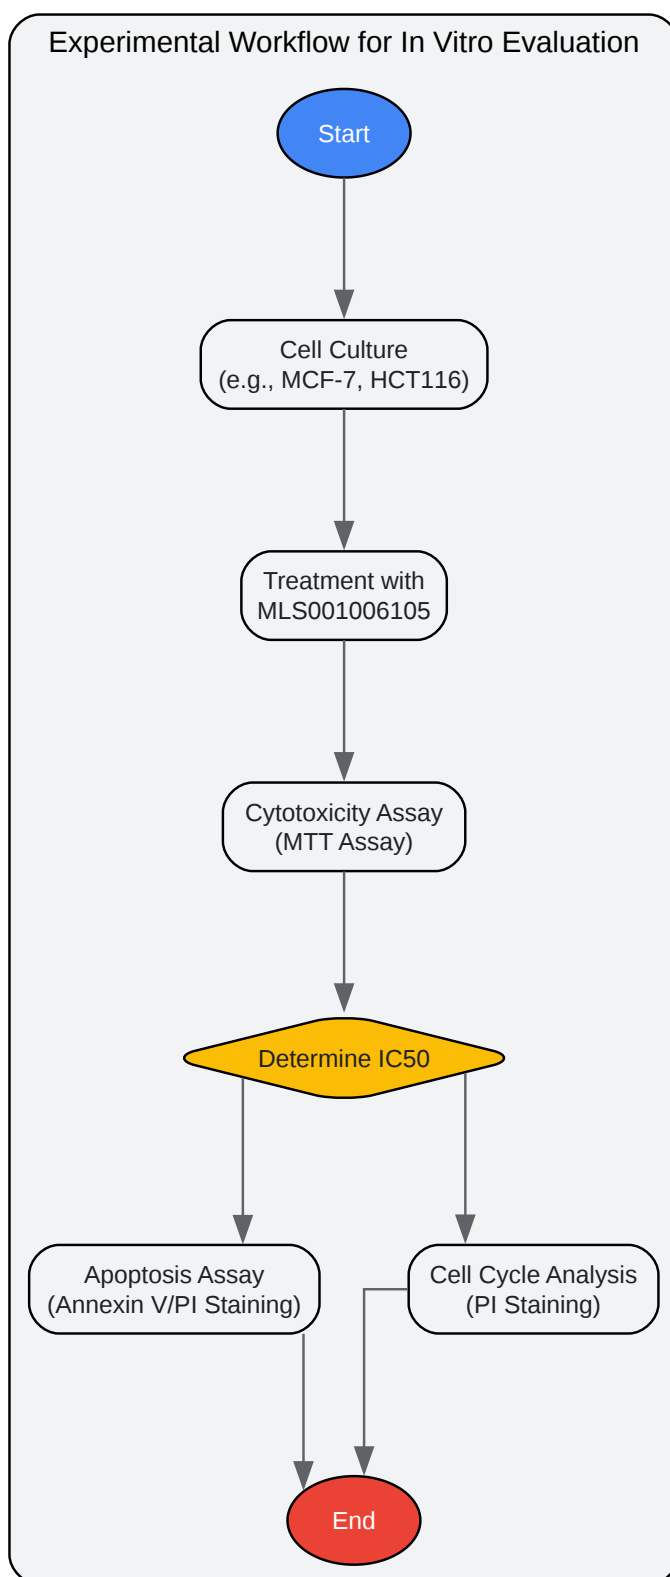 Experimental Workflow for In Vitro Evaluation
Start
Cell Culture
(e.g., MCF-7, HCT116)
Treatment with
MLS001006105
Cytotoxicity Assay
(MTT Assay)
Determine IC50
Apoptosis Assay
(Annexin V/PI Staining)
Cell Cycle Analysis
(PI Staining)
End